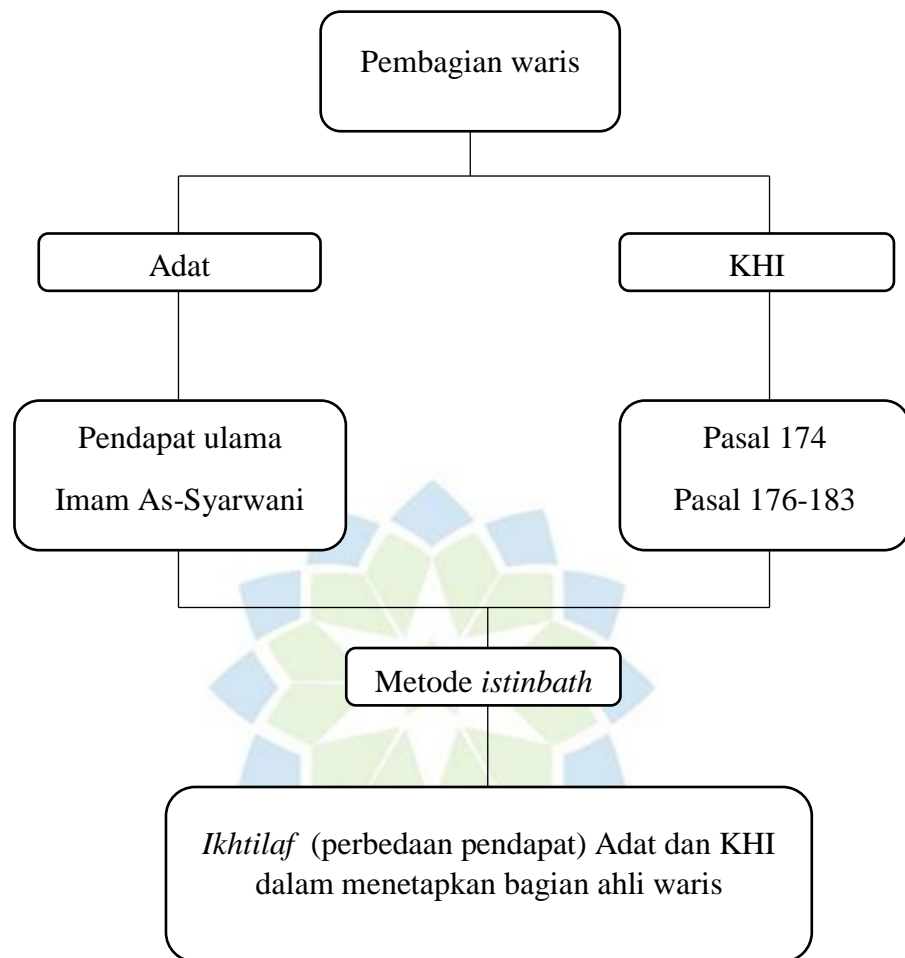 Pembagian waris
Adat
KHI
Pendapat ulama
Imam As-Syarwani
Pasal 174
Pasal 176-183
Metode istinbath
Ikhtilaf (perbedaan pendapat) Adat dan KHI
dalam menetapkan bagian ahli waris